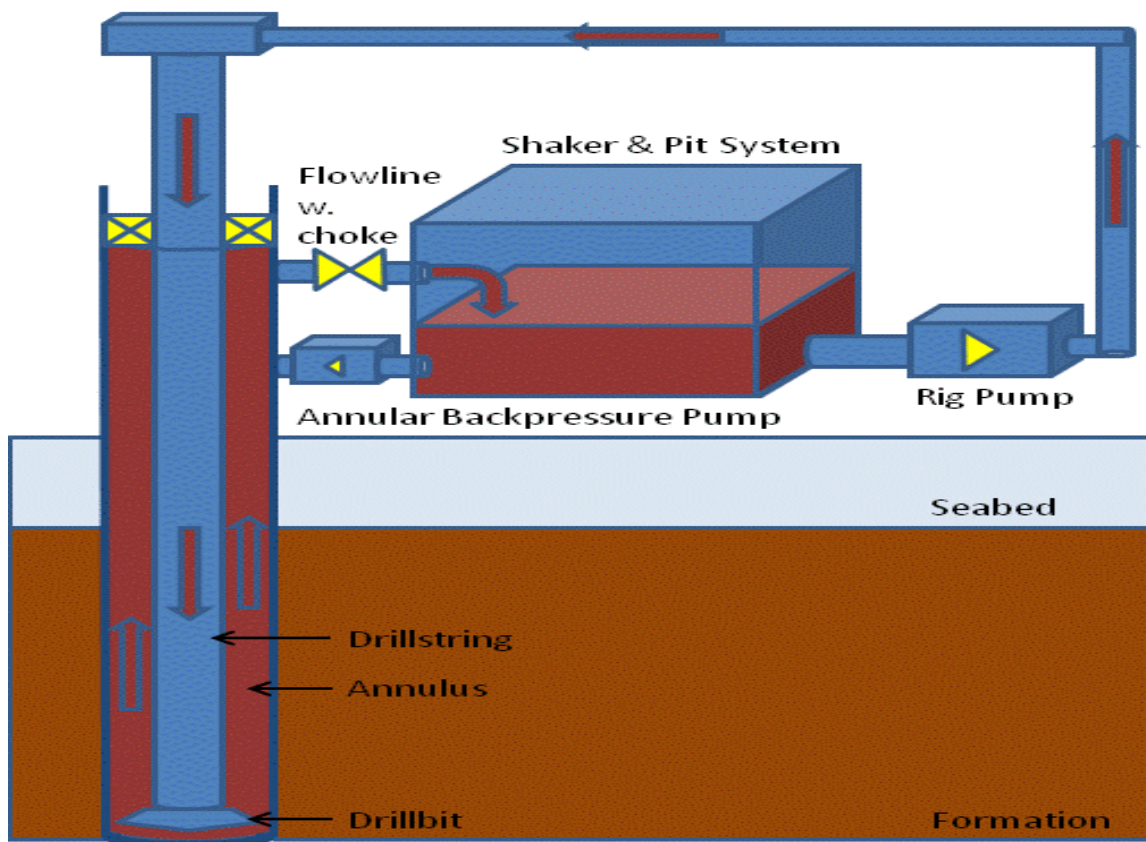 Shaker & Pit System
Flowline
w.
choke
Annular Backpressure Pump
Rig Pump
Seabed
Drillstring
Annulus
Drillbit
Formation